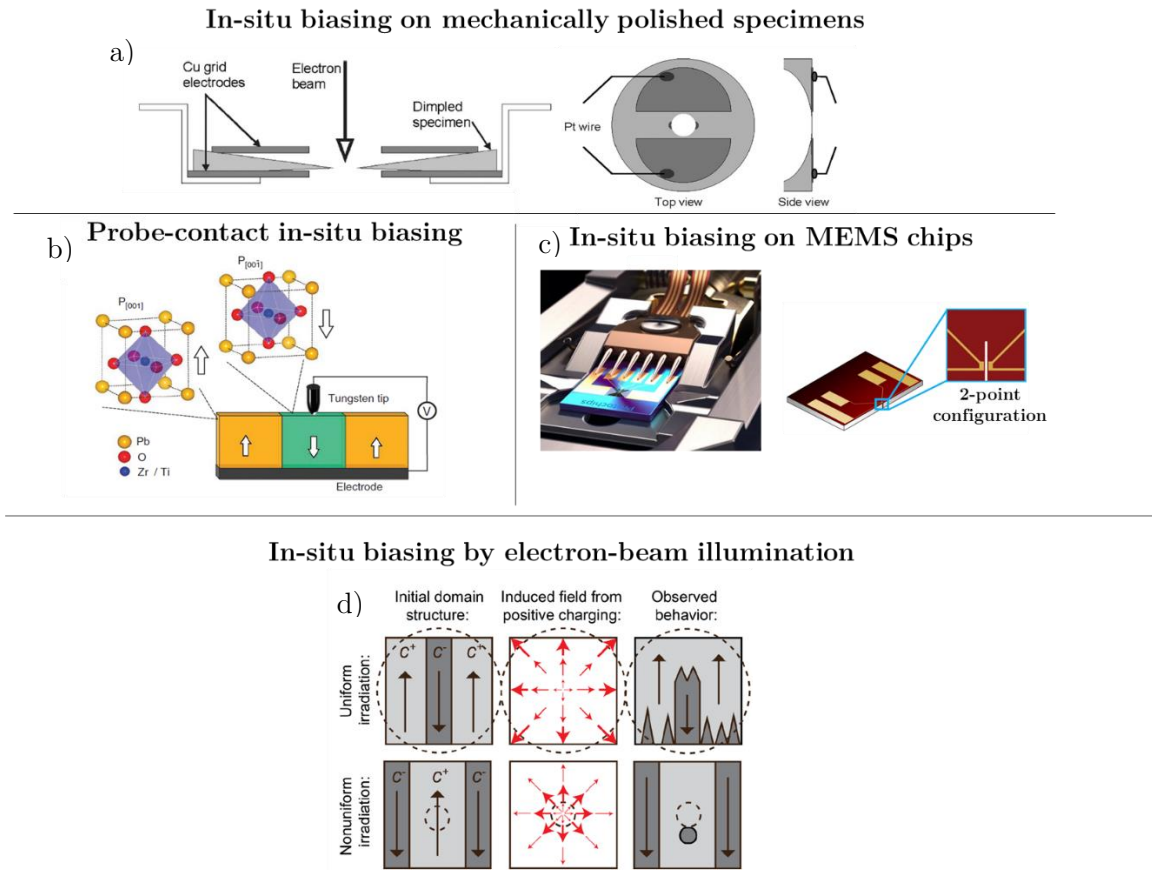 In-situ biasing on mechanically polished specimens
a)
Cu grid
electrodes
Electron
beam
Dimpled
specimen
Pt wire
Top view
Side view
b)
Probe-contact in-situ biasing
P[001]
P[001̄]
Tungsten tip
V
Pb
O
Zr / Ti
Electrode
c)
In-situ biasing on MEMS chips
2-point
configuration
In-situ biasing by electron-beam illumination
d)
Initial domain
structure:
Induced field from
positive charging:
Observed
behavior:
Uniform
irradiation:
C+ C- C+
Nonuniform
irradiation:
C- C+ C-